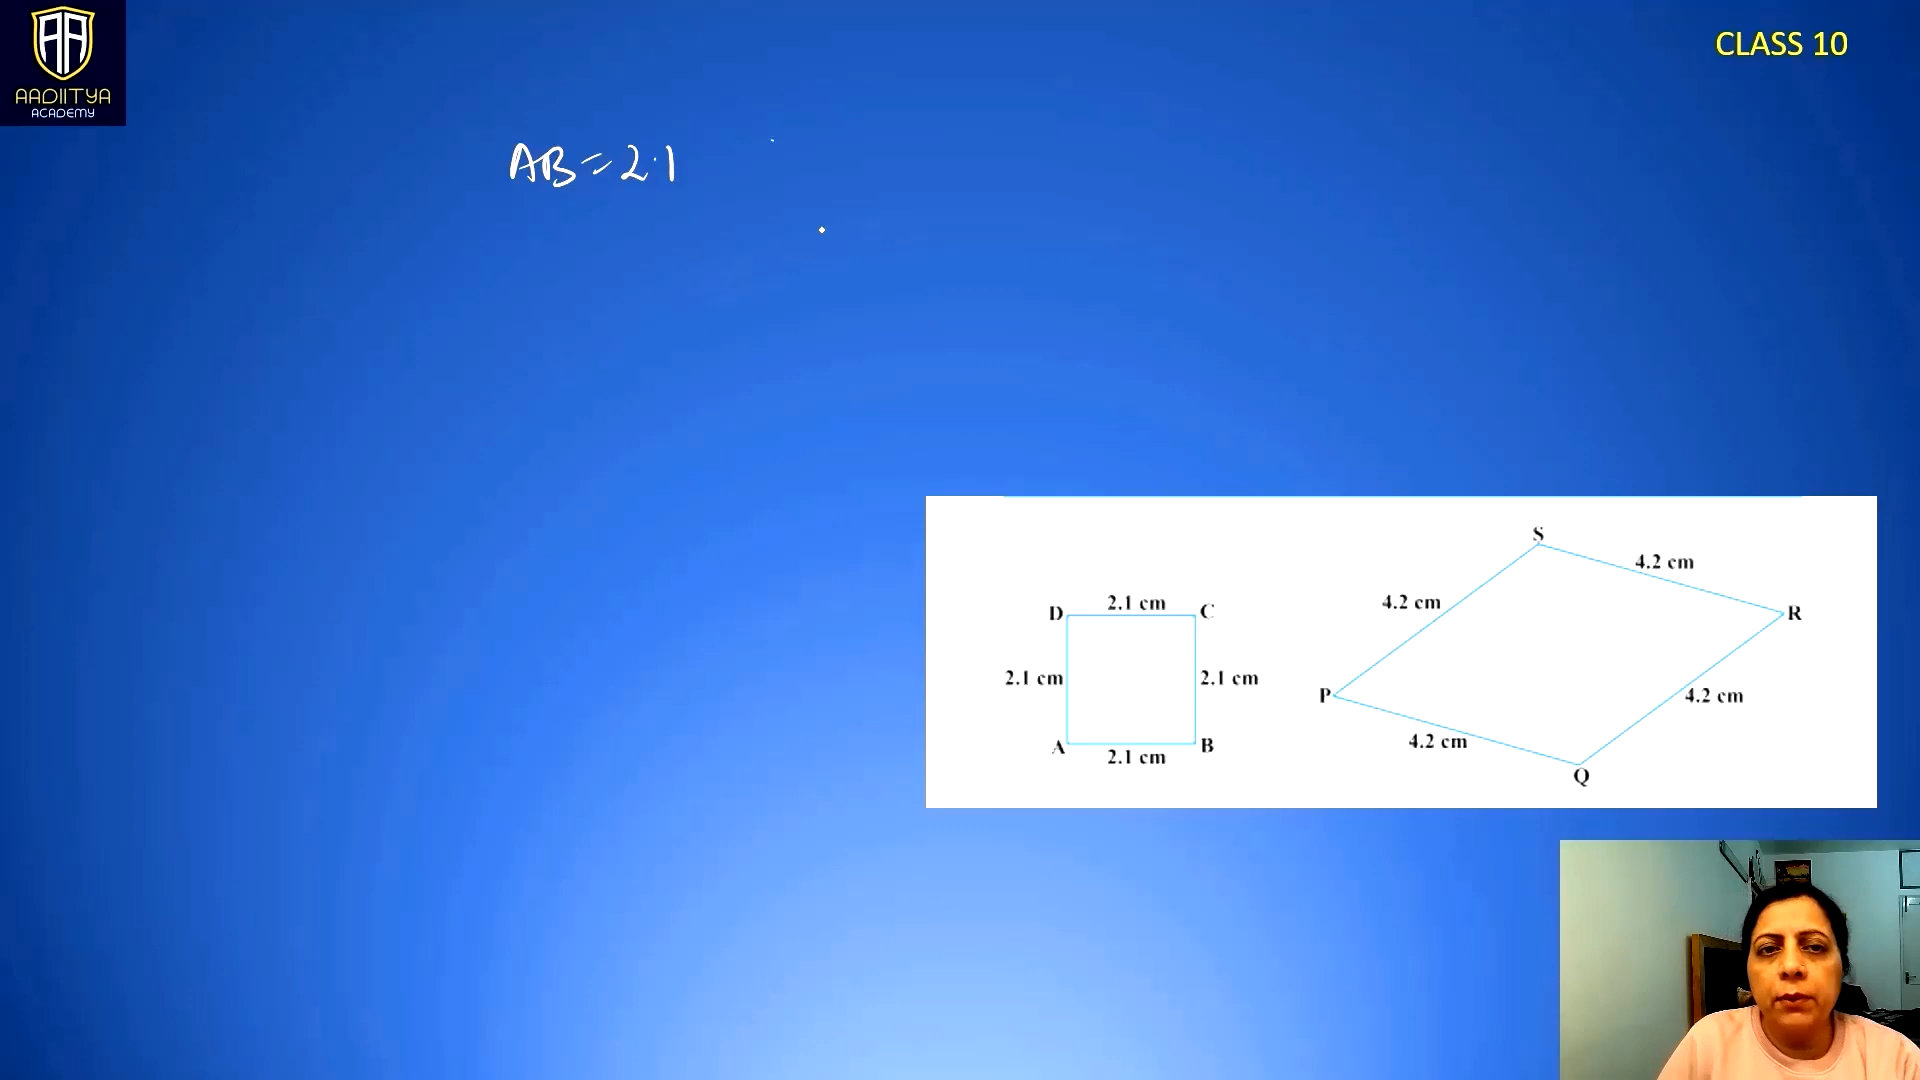 AADIITYA
ACADEMY
CLASS 10
AB = 2.1
S
4.2 cm
4.2 cm
R
D
2.1 cm
C
2.1 cm
2.1 cm
P
4.2 cm
4.2 cm
A
B
2.1 cm
Q